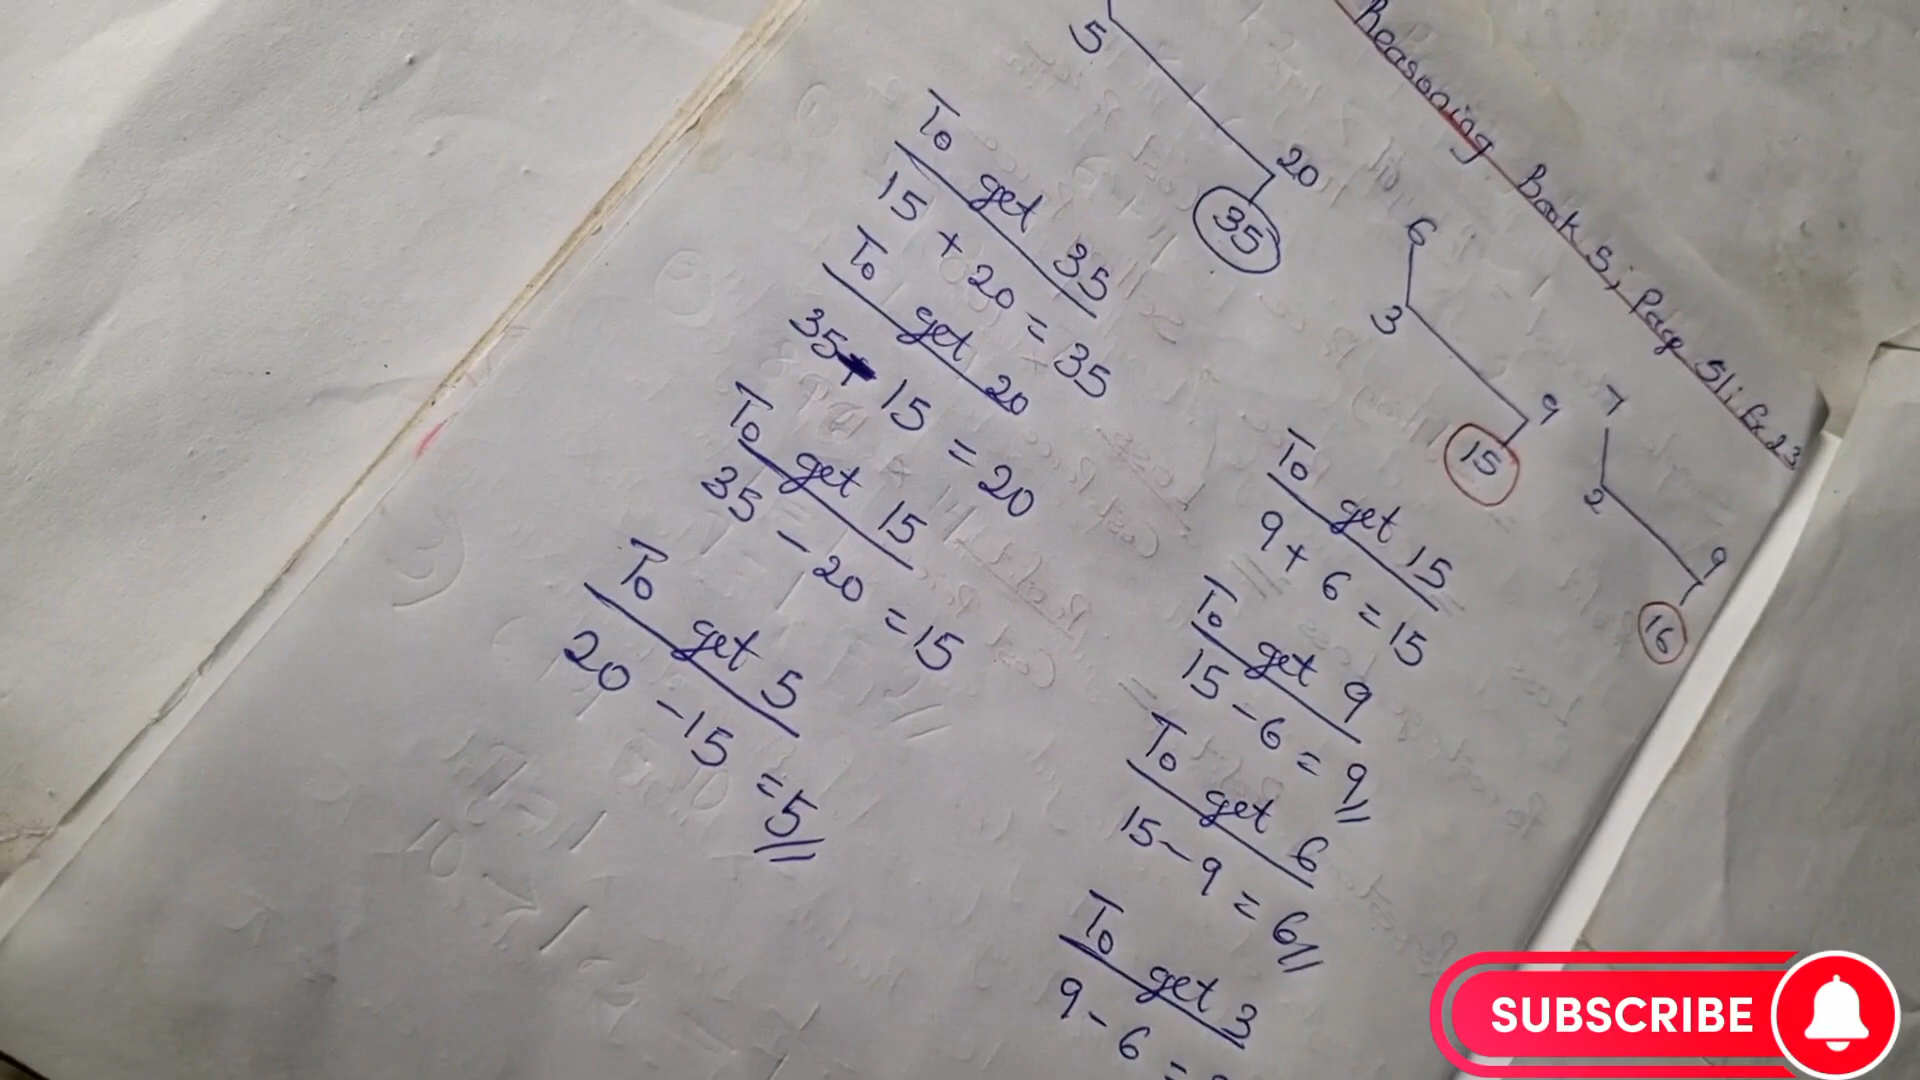 Reasoning Book 5, Page 51; Ex 23
5
20
35
6
3
9
15
7
2
9
16
To get 35
15 + 20 = 35
To get 20
35 - 15 = 20
To get 15
35 - 20 = 15
To get 5
20 - 15 = 5
To get 15
9 + 6 = 15
To get 9
15 - 6 = 9
To get 6
15 - 9 = 6
To get 3
9 - 6 =
SUBSCRIBE